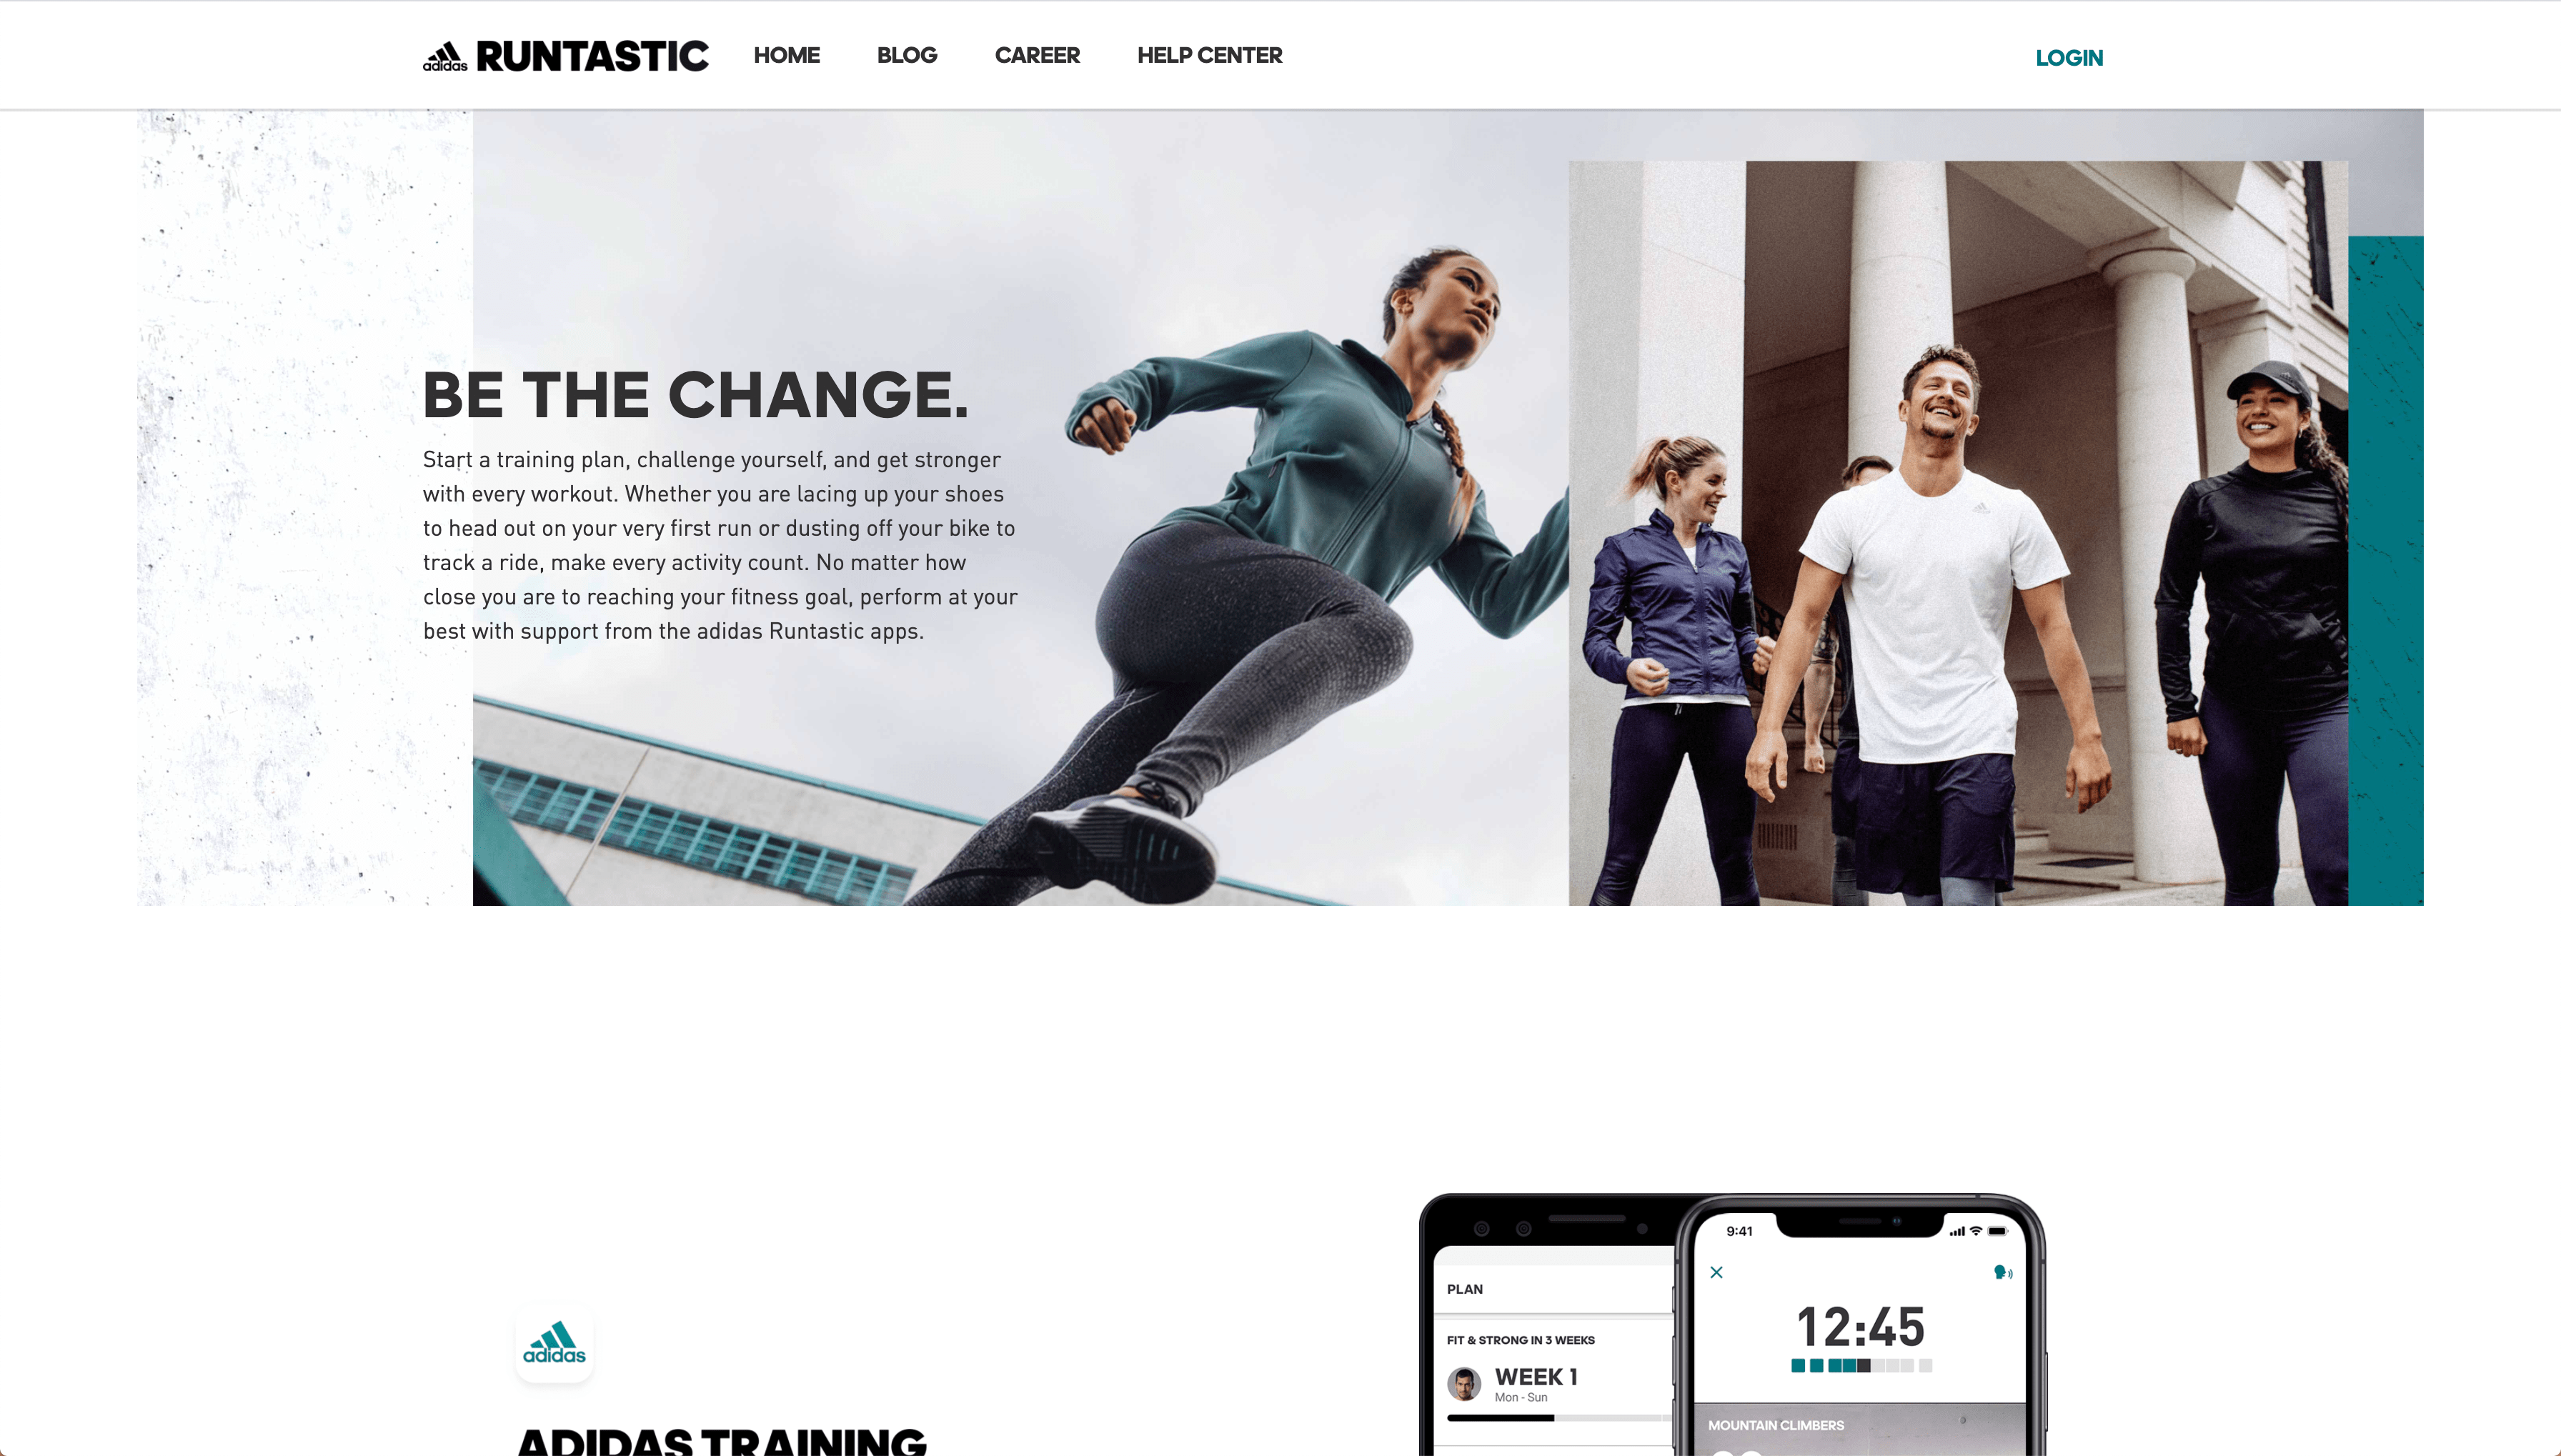 adidas RUNTASTIC
HOME
BLOG
CAREER
HELP CENTER
LOGIN
BE THE CHANGE.
Start a training plan, challenge yourself, and get stronger
with every workout. Whether you are lacing up your shoes
to head out on your very first run or dusting off your bike to
track a ride, make every activity count. No matter how
close you are to reaching your fitness goal, perform at your
best with support from the adidas Runtastic apps.
adidas
ADIDAS TRAINING
PLAN
FIT & STRONG IN 3 WEEKS
WEEK 1
Mon - Sun
9:41
12:45
MOUNTAIN CLIMBERS